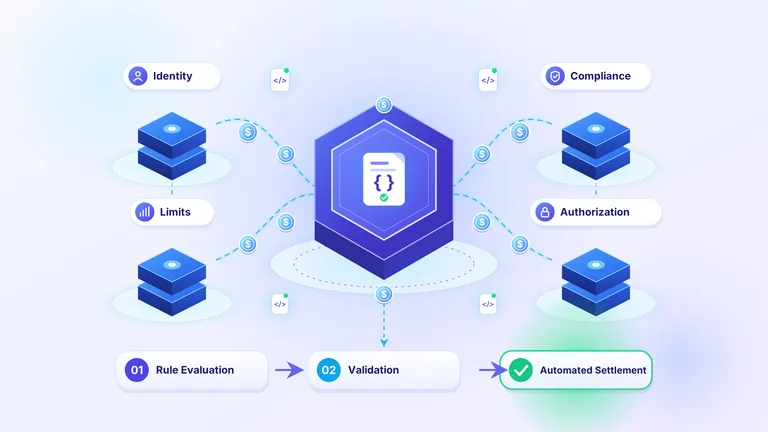 Identity
</>
</>
Compliance
$
$
$
$
$
{}
Limits
Authorization
$
$
$
$
$
</>
</>
01 Rule Evaluation
02 Validation
Automated Settlement